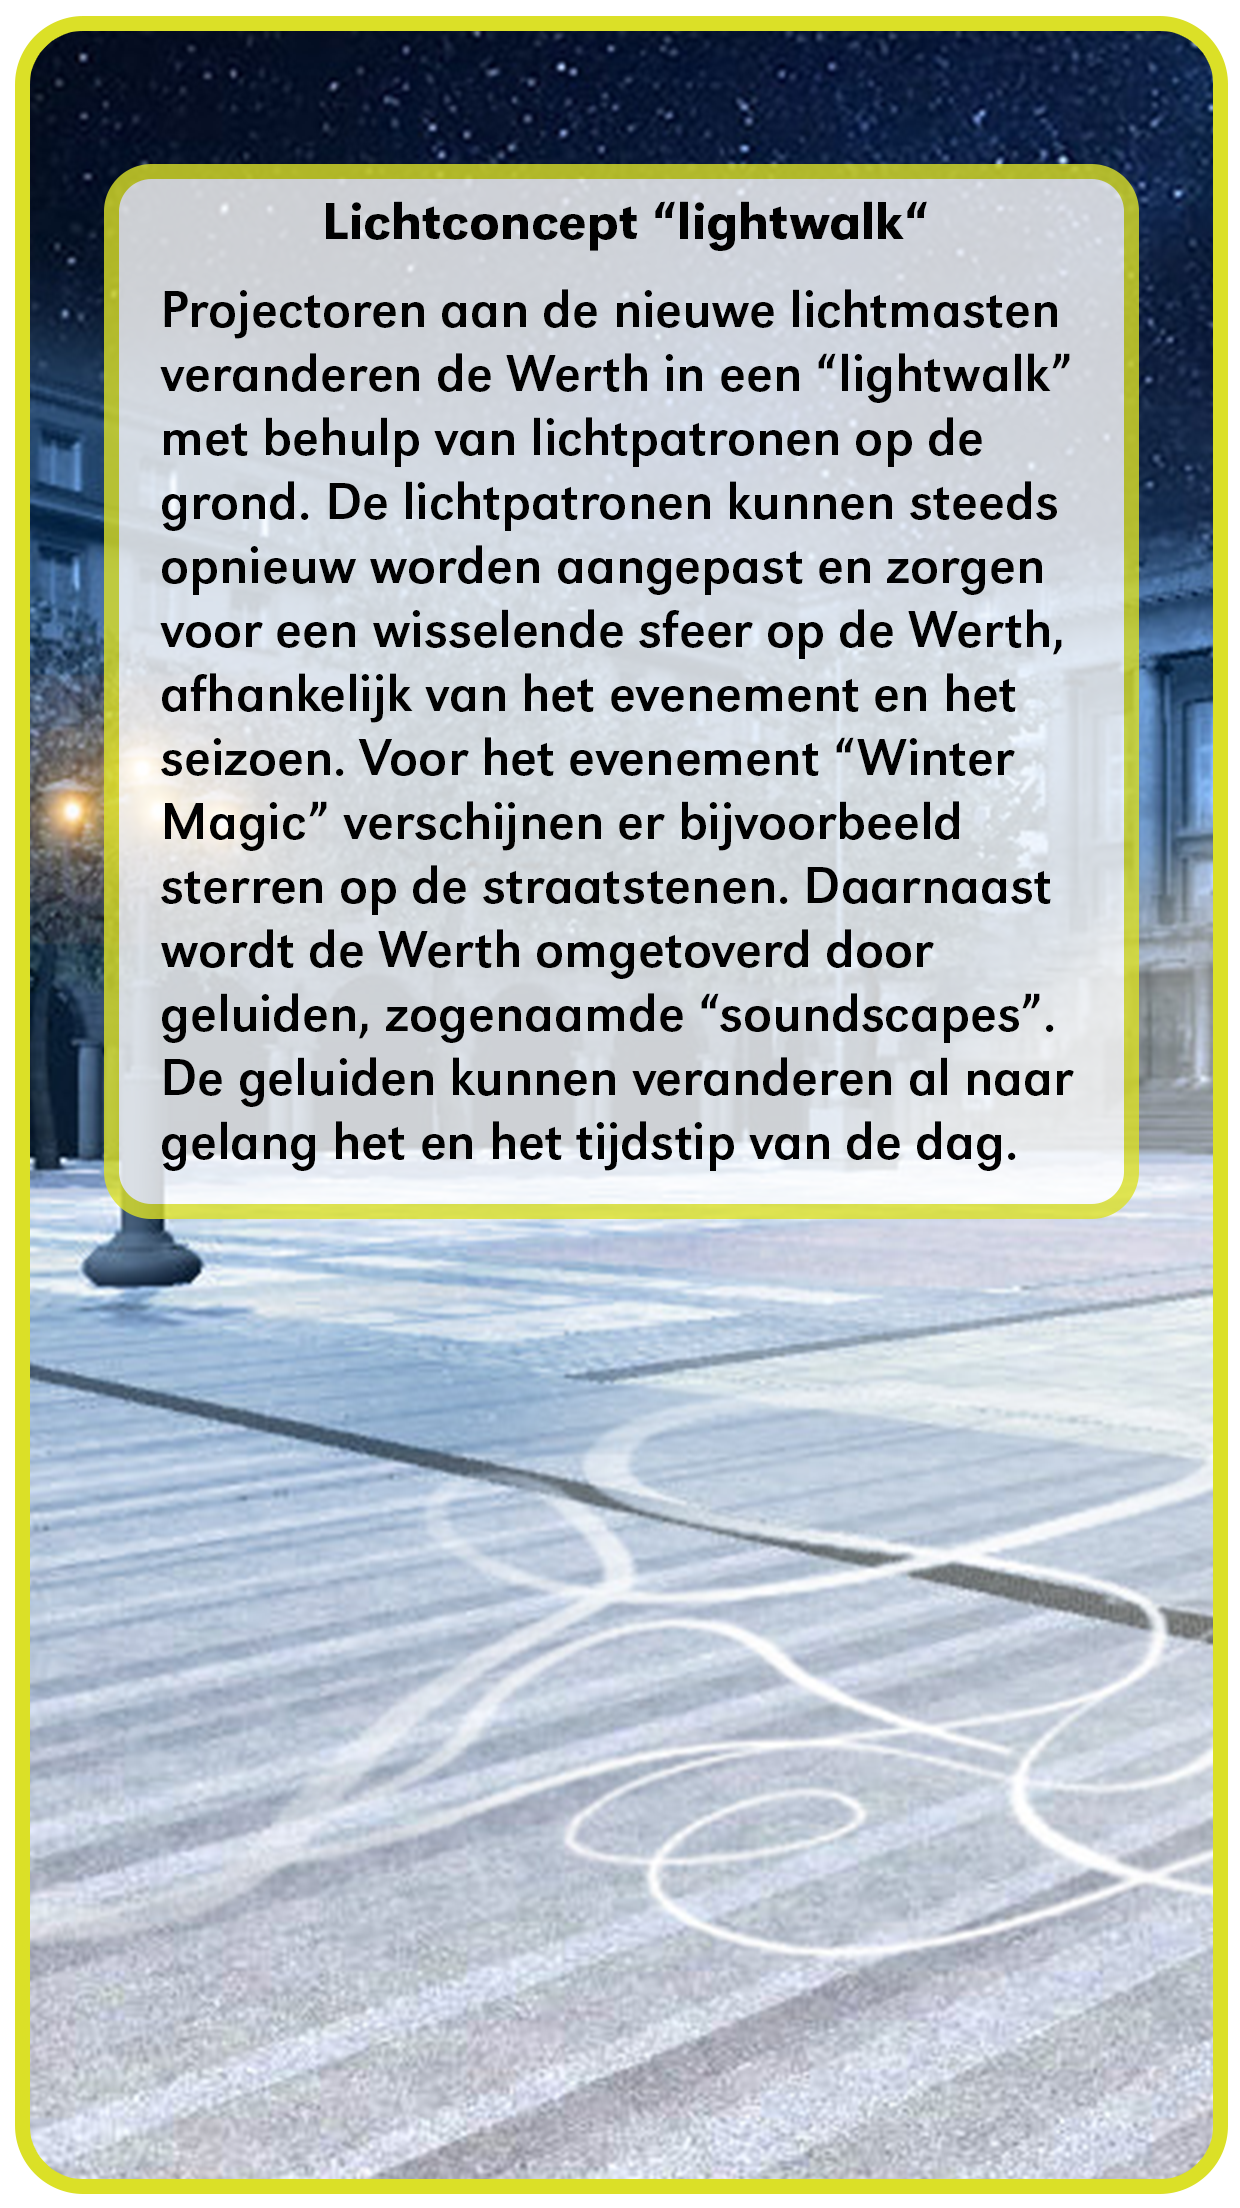 Lichtconcept “lightwalk“
Projectoren aan de nieuwe lichtmasten
veranderen de Werth in een “lightwalk”
met behulp van lichtpatronen op de
grond. De lichtpatronen kunnen steeds
opnieuw worden aangepast en zorgen
voor een wisselende sfeer op de Werth,
afhankelijk van het evenement en het
seizoen. Voor het evenement “Winter
Magic” verschijnen er bijvoorbeeld
sterren op de straatstenen. Daarnaast
wordt de Werth omgetoverd door
geluiden, zogenaamde “soundscapes”.
De geluiden kunnen veranderen al naar
gelang het en het tijdstip van de dag.